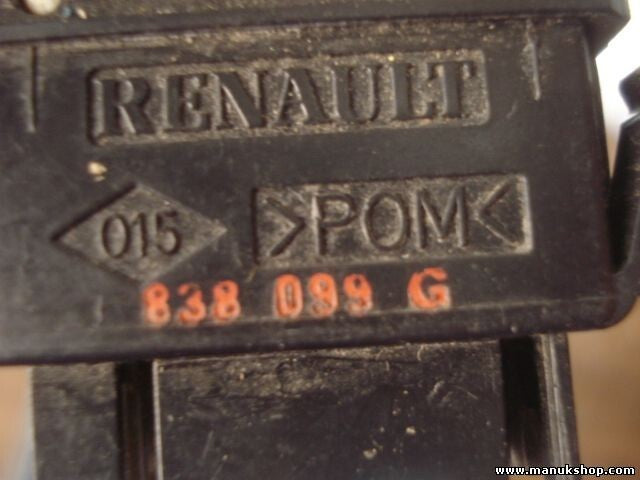 RENAULT
015 >POM<
838 099 G
www.manukshop.com